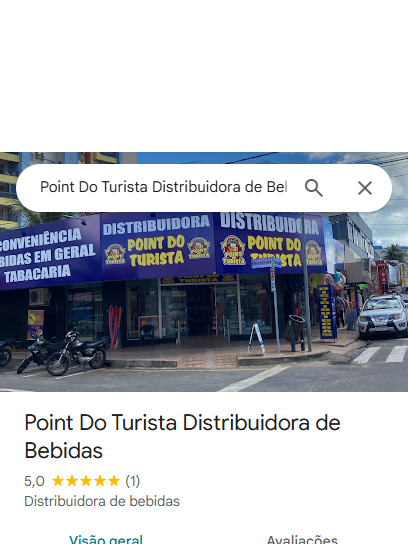 Point Do Turista Distribuidora de Be
CONVENIÊNCIA
BIDAS EM GERAL
TABACARIA
DISTRIBUIDORA
POINT DO
TURISTA
DISTRIBUIDORA
POINT DO
TURISTA
Point Do Turista Distribuidora de
Bebidas
5,0 (1)
Distribuidora de bebidas
Visão geral
Avaliações